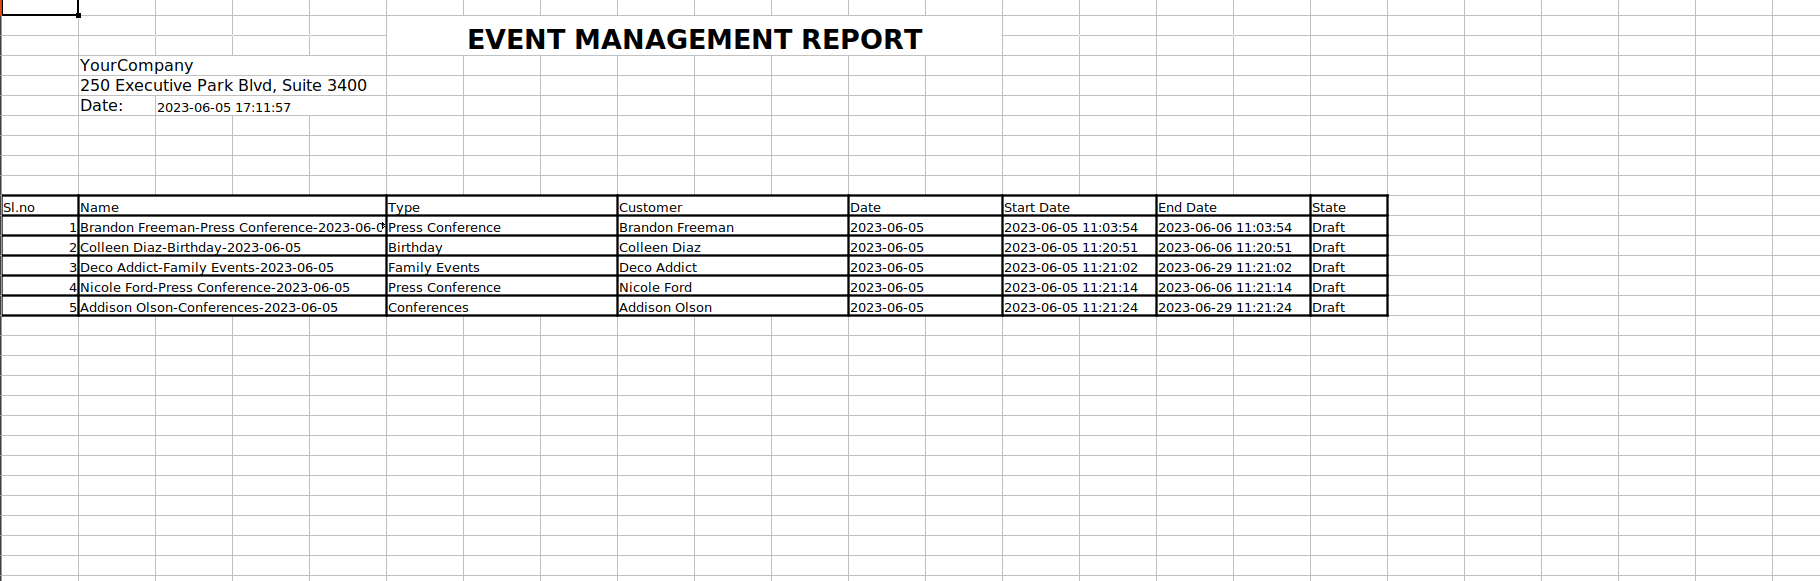 EVENT MANAGEMENT REPORT
YourCompany
250 Executive Park Blvd, Suite 3400
Date: 2023-06-05 17:11:57
Sl.no Name Type Customer Date Start Date End Date State
1 Brandon Freeman-Press Conference-2023-06-0 Press Conference Brandon Freeman 2023-06-05 2023-06-05 11:03:54 2023-06-06 11:03:54 Draft
2 Colleen Diaz-Birthday-2023-06-05 Birthday Colleen Diaz 2023-06-05 2023-06-05 11:20:51 2023-06-06 11:20:51 Draft
3 Deco Addict-Family Events-2023-06-05 Family Events Deco Addict 2023-06-05 2023-06-05 11:21:02 2023-06-29 11:21:02 Draft
4 Nicole Ford-Press Conference-2023-06-05 Press Conference Nicole Ford 2023-06-05 2023-06-05 11:21:14 2023-06-06 11:21:14 Draft
5 Addison Olson-Conferences-2023-06-05 Conferences Addison Olson 2023-06-05 2023-06-05 11:21:24 2023-06-29 11:21:24 Draft